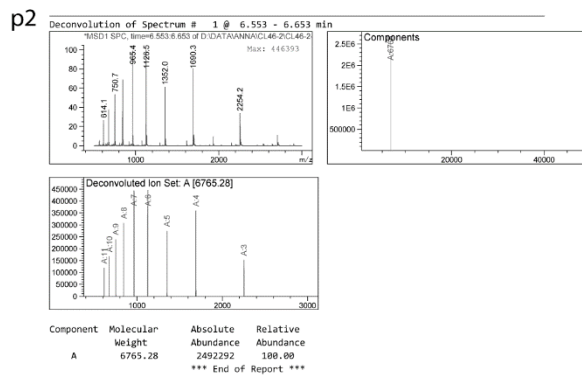 p2
Deconvolution of Spectrum # 1 @ 6.553 - 6.653 min
*MSD1 SPC, time=6.553:6.653 of D:\DATA\ANNA\CL46-2\CL46-2
Max: 446393
100
80
60
40
20
0
614.1
750.7
965.4
1126.5
1352.0
1690.3
2254.2
1000
2000
m/z
Components
2.5E6
2E6
1.5E6
1E6
500000
20000
40000
Deconvoluted Ion Set: A [6765.28]
450000
400000
350000
300000
250000
200000
150000
100000
50000
0
A:11
A:10
A:9
A:8
A:7
A:6
A:5
A:4
A:3
1000
2000
3000
Component Molecular Absolute Relative
Weight Abundance Abundance
A 6765.28 2492292 100.00
*** End of Report ***